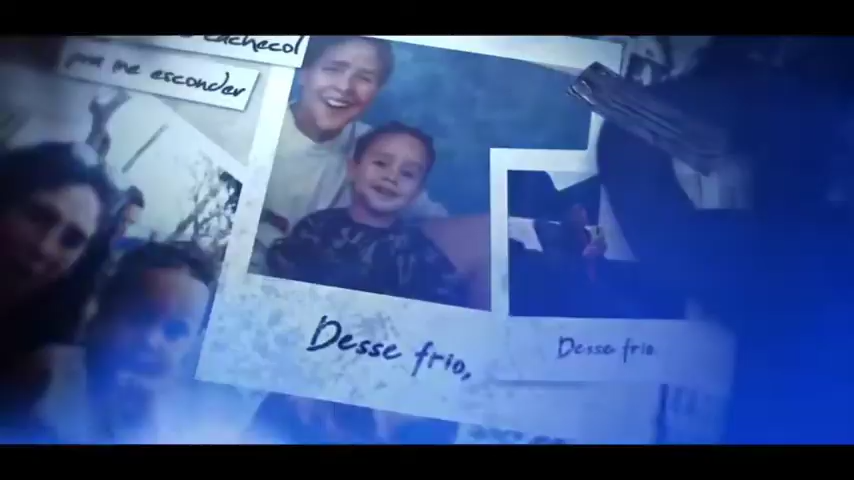 cachecol
pra me esconder
Desse frio,
Desse frio